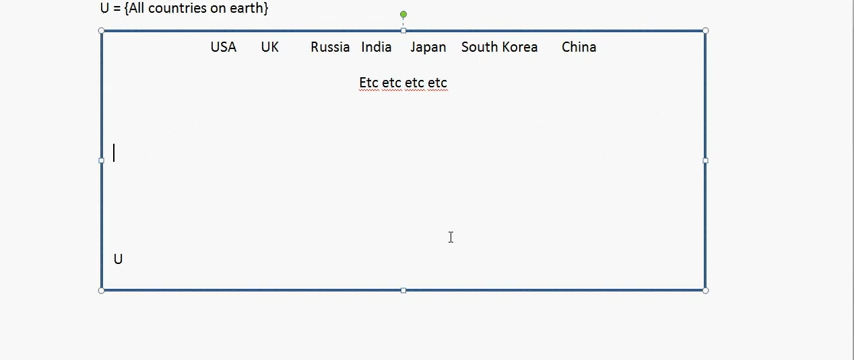 U = {All countries on earth}
USA UK Russia India Japan South Korea China
Etc etc etc etc
U